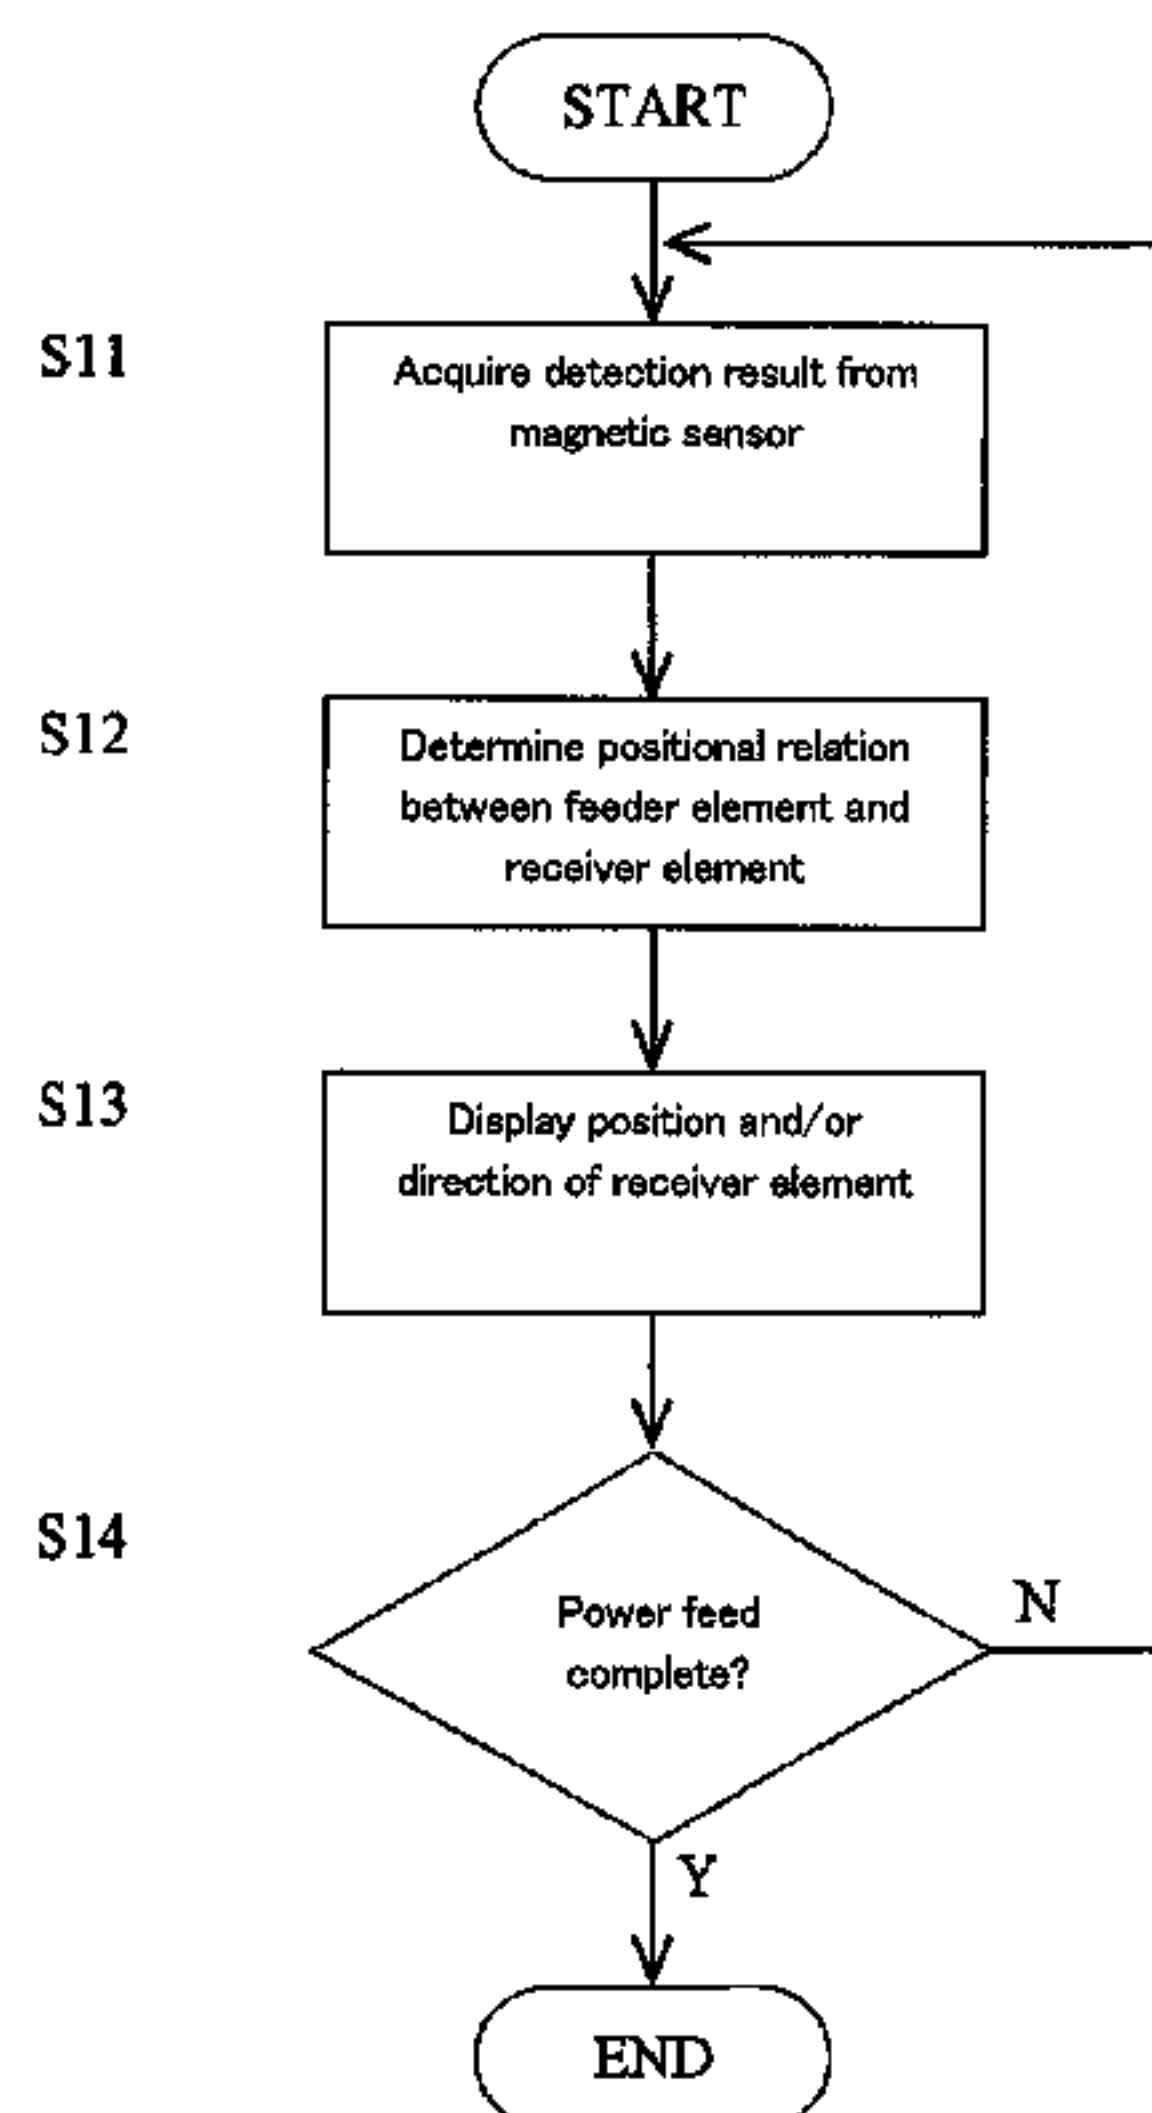 START
S11
Acquire detection result from
magnetic sensor
S12
Determine positional relation
between feeder element and
receiver element
S13
Display position and/or
direction of receiver element
S14
Power feed
complete?
N
Y
END